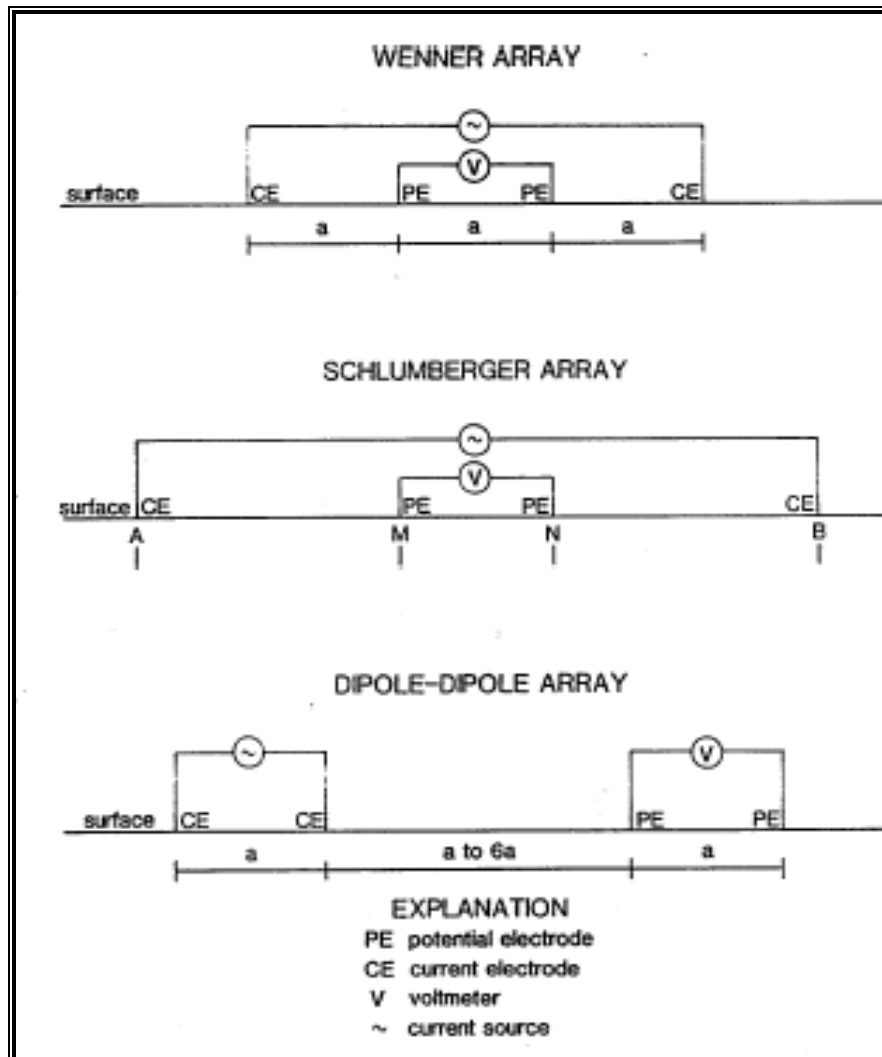 WENNER ARRAY
~
V
surface CE PE PE CE
a a a
SCHLUMBERGER ARRAY
~
V
surface CE PE PE CE
A M N B
DIPOLE-DIPOLE ARRAY
~ V
surface CE CE PE PE
a a to 6a a
EXPLANATION
PE potential electrode
CE current electrode
V voltmeter
~ current source